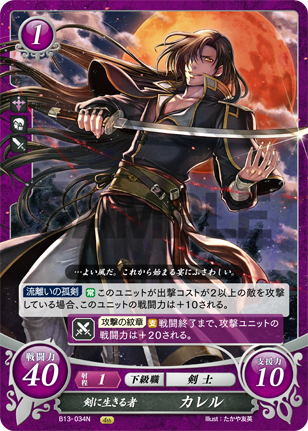 1
SAMPLE
…よい風だ。これから始まる宴にふさわしい。
流離いの孤剣 常 このユニットが出撃コストが2以上の敵を攻撃
している場合、このユニットの戦闘力は+10される。
攻撃の紋章 支 戦闘終了まで、攻撃ユニットの
戦闘力は+20される。
戦闘力
40
射程 1 下級職 剣士
支援力
10
剣に生きる者 カレル
B13-034N 4th Illust:たかや友英